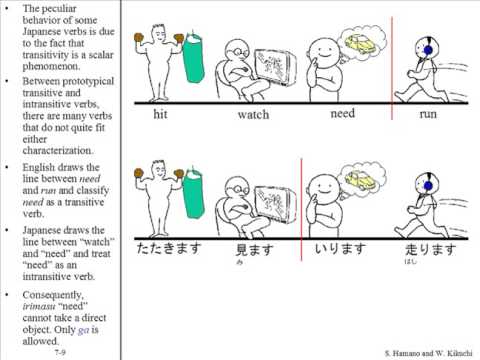 • The peculiar
behavior of some
Japanese verbs is due
to the fact that
transitivity is a scalar
phenomenon.
• Between prototypical
transitive and
intransitive verbs,
there are many verbs
that do not quite fit
either
characterization.
• English draws the
line between need
and run and classify
need as a transitive
verb.
• Japanese draws the
line between “watch”
and “need” and treat
“need” as an
intransitive verb.
• Consequently,
irimasu “need”
cannot take a direct
object. Only ga is
allowed.
7-9
hit watch need run
たたきます 見ます いります 走ります
み はし
S. Hamano and W. Kikuchi